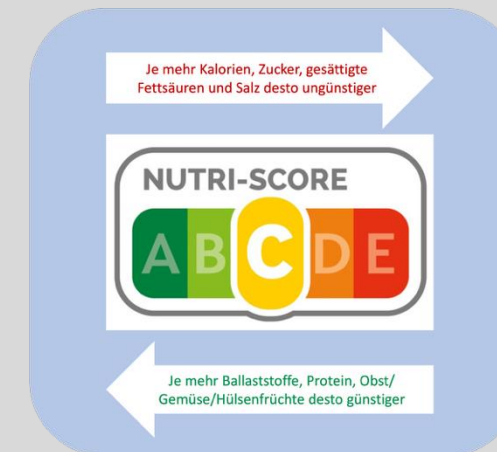 Je mehr Kalorien, Zucker, gesättigte
Fettsäuren und Salz desto ungünstiger
NUTRI-SCORE
A B C D E
Je mehr Ballaststoffe, Protein, Obst/
Gemüse/Hülsenfrüchte desto günstiger